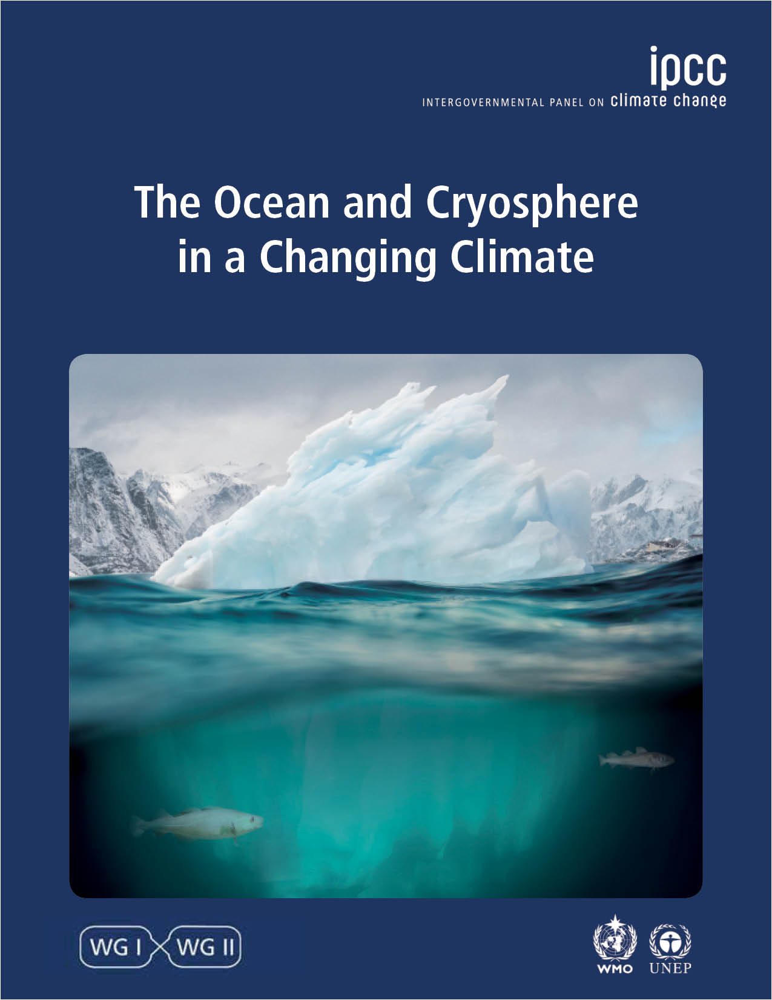 ipcc
INTERGOVERNMENTAL PANEL ON climate change
The Ocean and Cryosphere
in a Changing Climate
WG I WG II
WMO UNEP